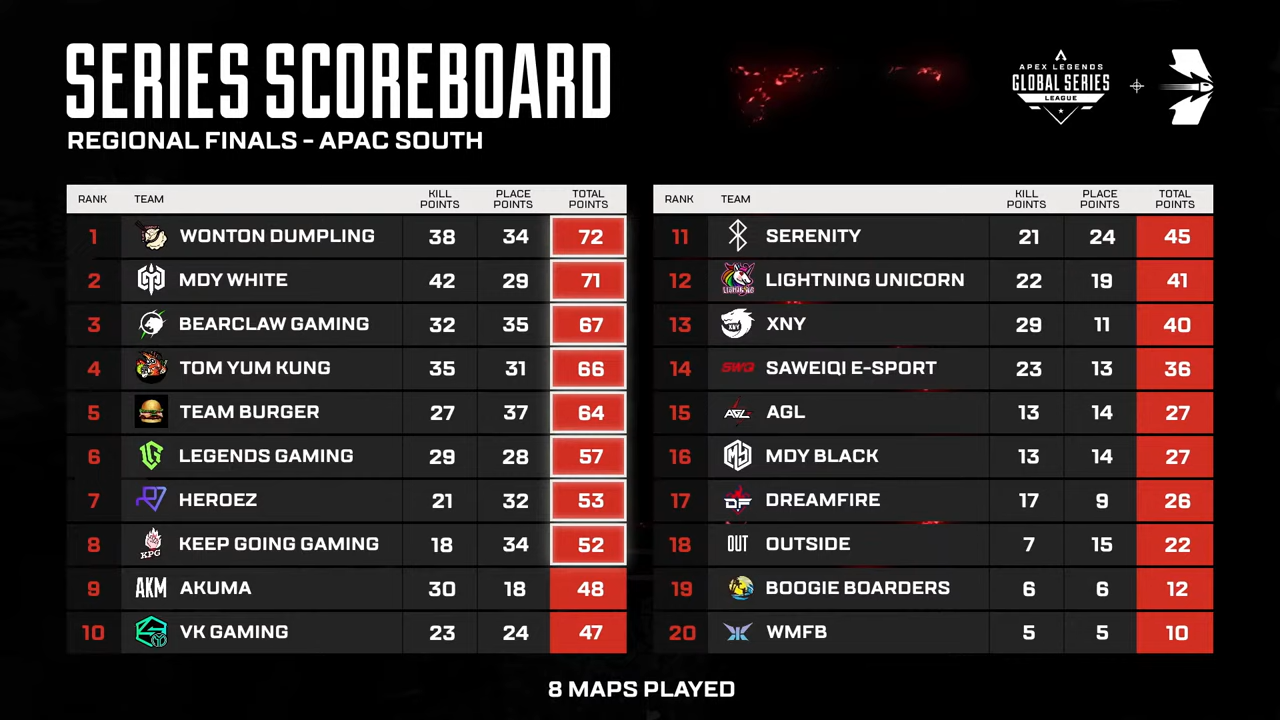 SERIES SCOREBOARD
REGIONAL FINALS - APAC SOUTH
APEX LEGENDS
GLOBAL SERIES
LEAGUE
RANK TEAM KILL POINTS PLACE POINTS TOTAL POINTS
1 WONTON DUMPLING 38 34 72
2 MDY WHITE 42 29 71
3 BEARCLAW GAMING 32 35 67
4 TOM YUM KUNG 35 31 66
5 TEAM BURGER 27 37 64
6 LEGENDS GAMING 29 28 57
7 HEROEZ 21 32 53
8 KPG KEEP GOING GAMING 18 34 52
9 AKM AKUMA 30 18 48
10 VK GAMING 23 24 47
RANK TEAM KILL POINTS PLACE POINTS TOTAL POINTS
11 SERENITY 21 24 45
12 LIGHTNING UNICORN 22 19 41
13 XNY XNY 29 11 40
14 SWQ SAWEIQI E-SPORT 23 13 36
15 AGL AGL 13 14 27
16 MDY BLACK 13 14 27
17 DF DREAMFIRE 17 9 26
18 OUT OUTSIDE 7 15 22
19 BOOGIE BOARDERS 6 6 12
20 WMFB 5 5 10
8 MAPS PLAYED